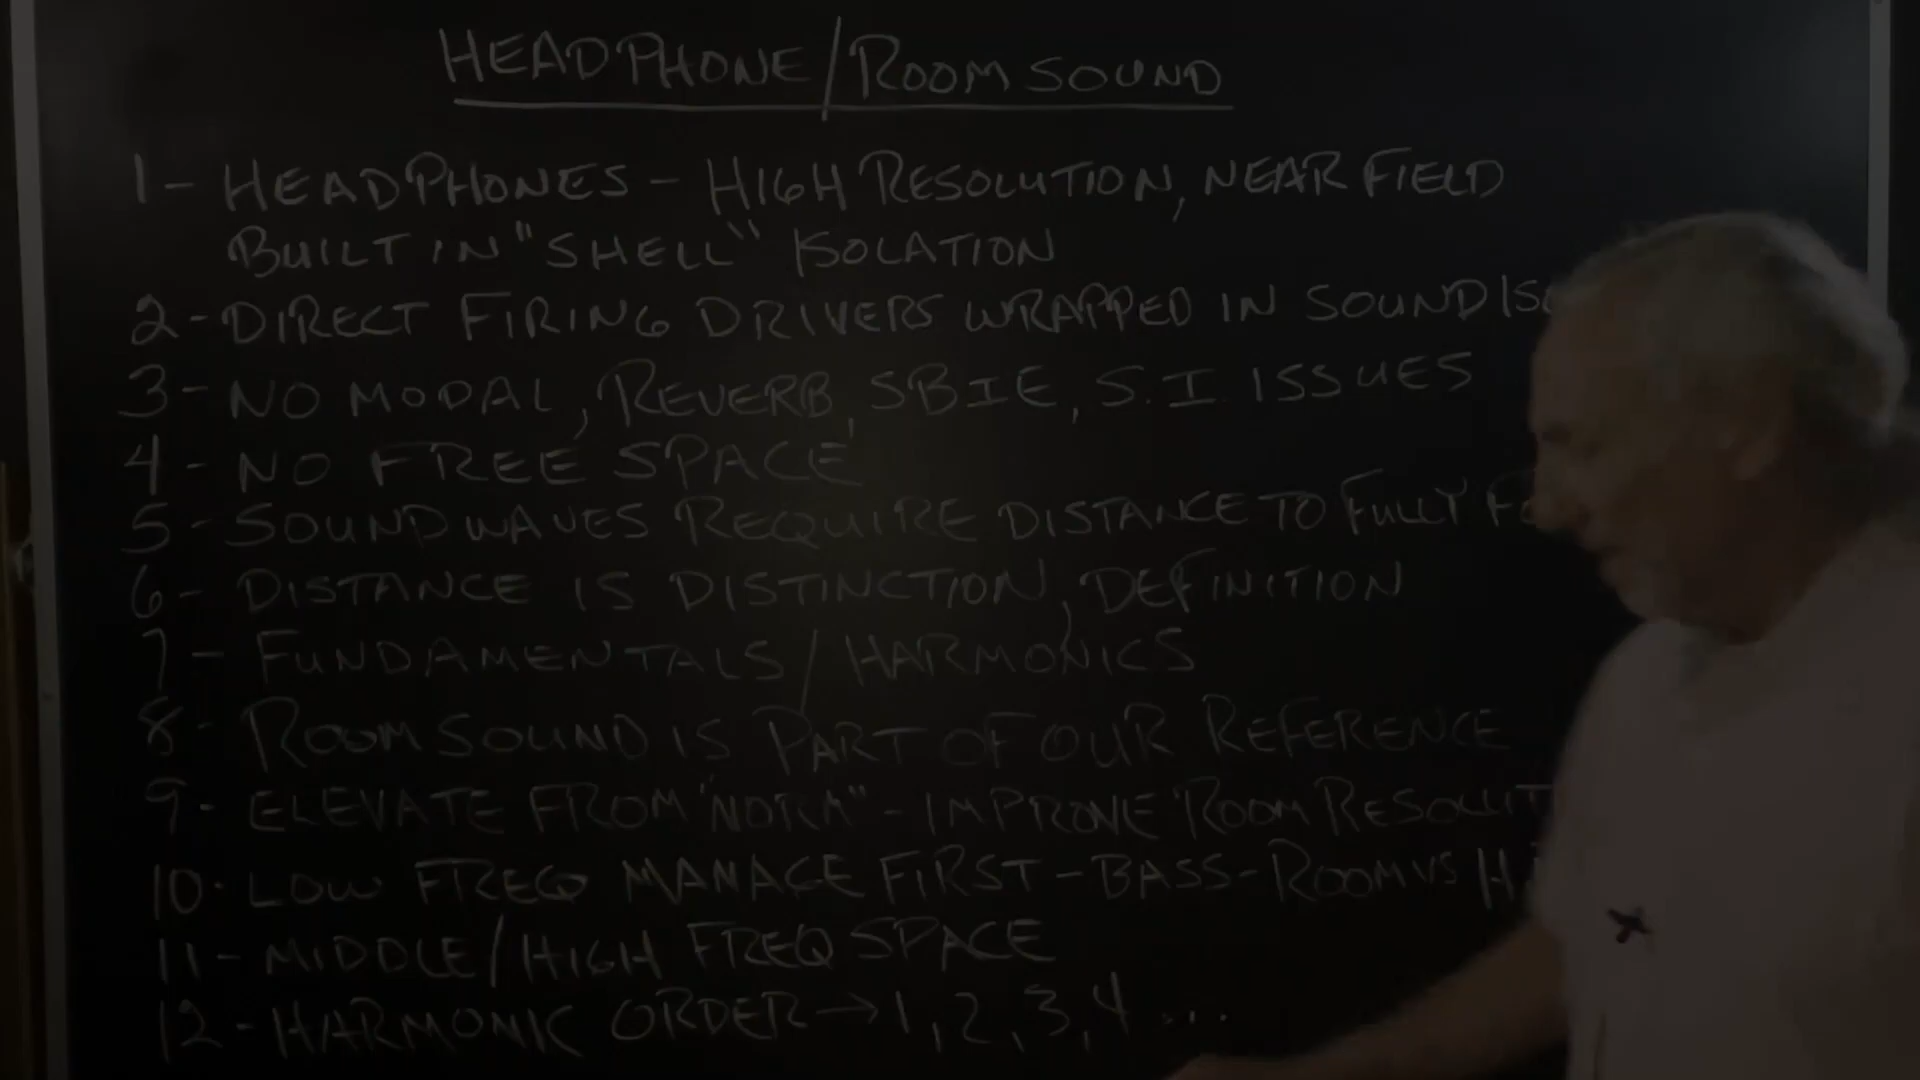 HEADPHONE/ROOM SOUND
1- HEADPHONES - HIGH RESOLUTION, NEAR FIELD
BUILT IN "SHELL" ISOLATION
2- DIRECT FIRING DRIVERS WRAPPED IN SOUND ISO
3- NO MODAL, REVERB, SBIE, S.I. ISSUES
4- NO FREE SPACE
5- SOUND WAVES REQUIRE DISTANCE TO FULLY FO
6- DISTANCE IS DISTINCTION, DEFINITION
7- FUNDAMENTALS/HARMONICS
8- ROOM SOUND IS PART OF OUR REFERENCE
9- ELEVATE FROM "NORM" - IMPROVE ROOM RESOLUT
10- LOW FREQ MANAGE FIRST - BASS - ROOM VS H
11- MIDDLE/HIGH FREQ SPACE
12- HARMONIC ORDER → 1, 2, 3, 4 ...